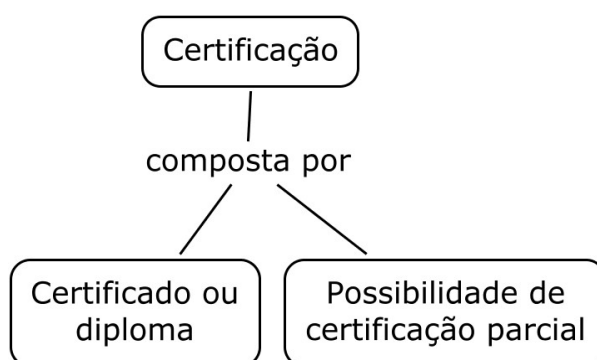 Certificação
composta por
Certificado ou
diploma
Possibilidade de
certificação parcial